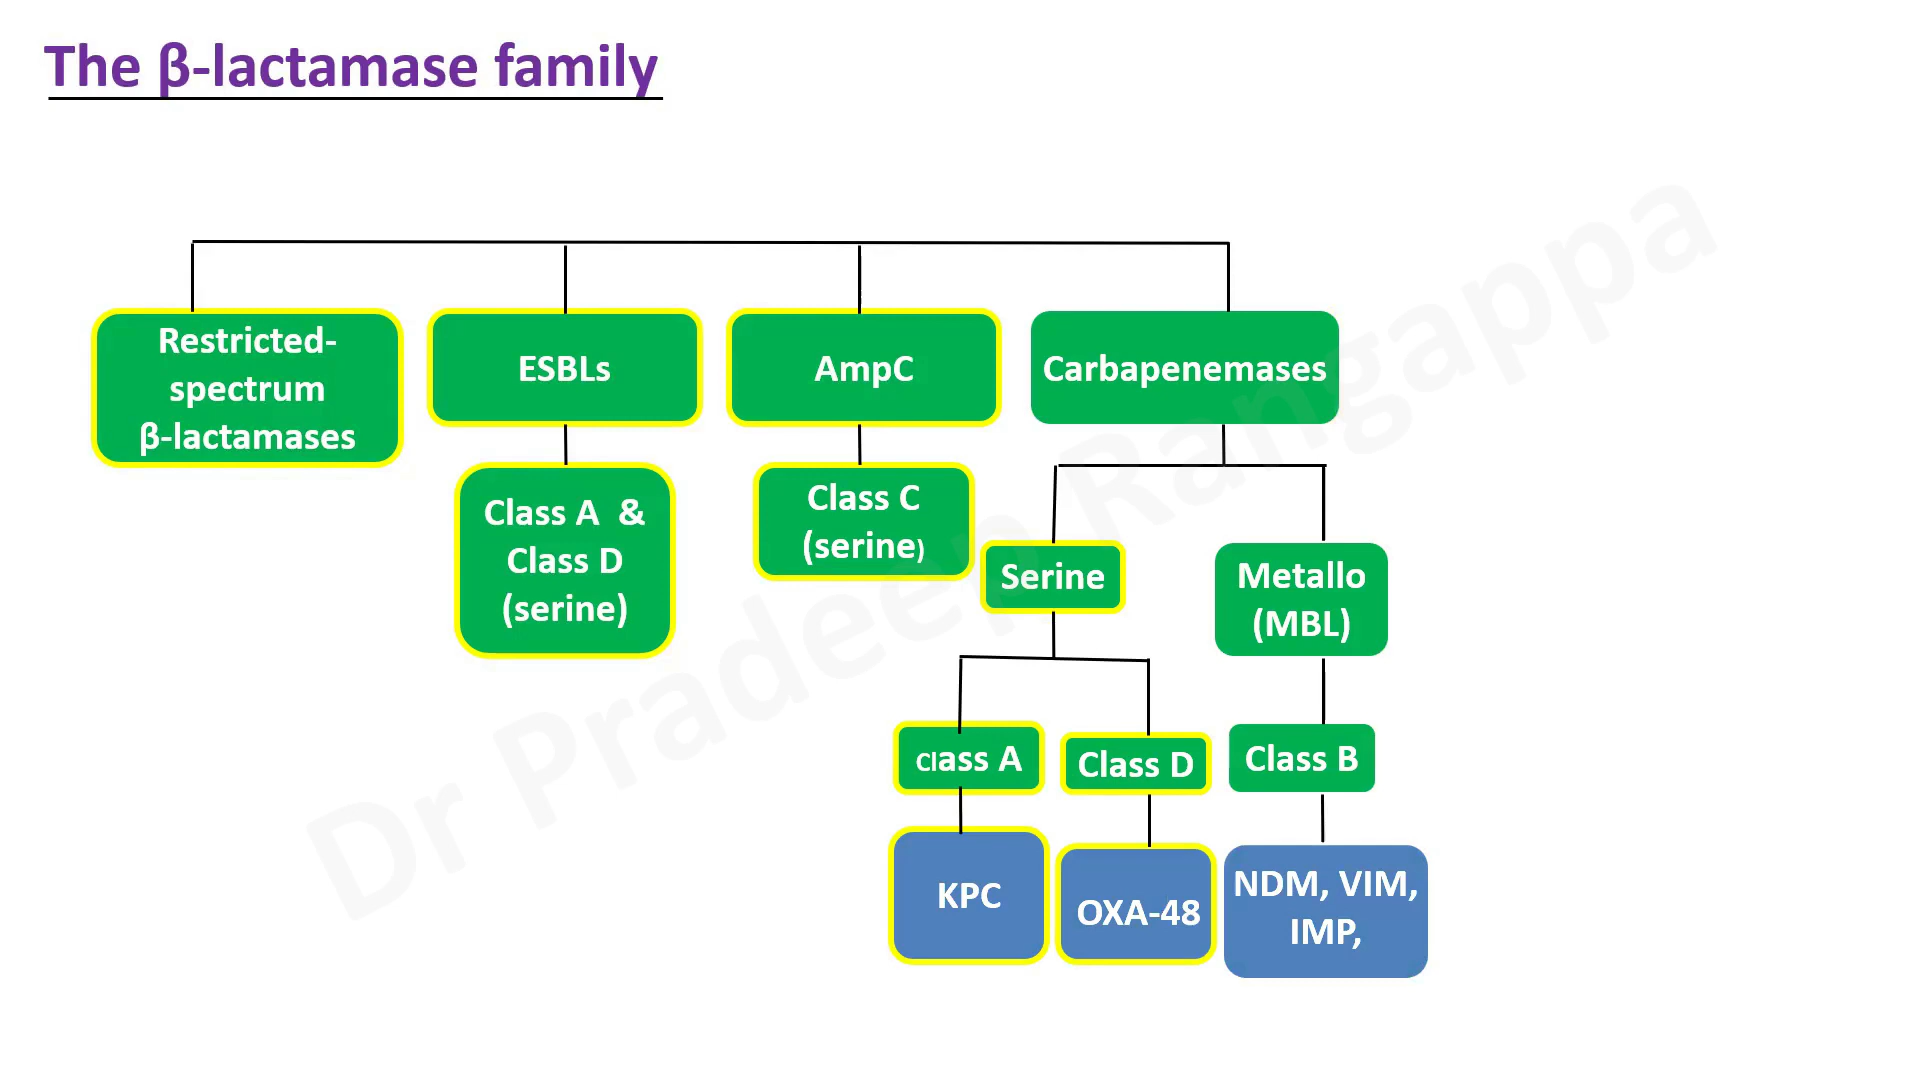 The β-lactamase family
Restricted-
spectrum
β-lactamases
ESBLs
AmpC
Carbapenemases
Class A & 
Class D
(serine)
Class C
(serine)
Serine
Metallo
(MBL)
Class A
Class D
Class B
KPC
OXA-48
NDM, VIM,
IMP,
Dr Pradeep Rangappa